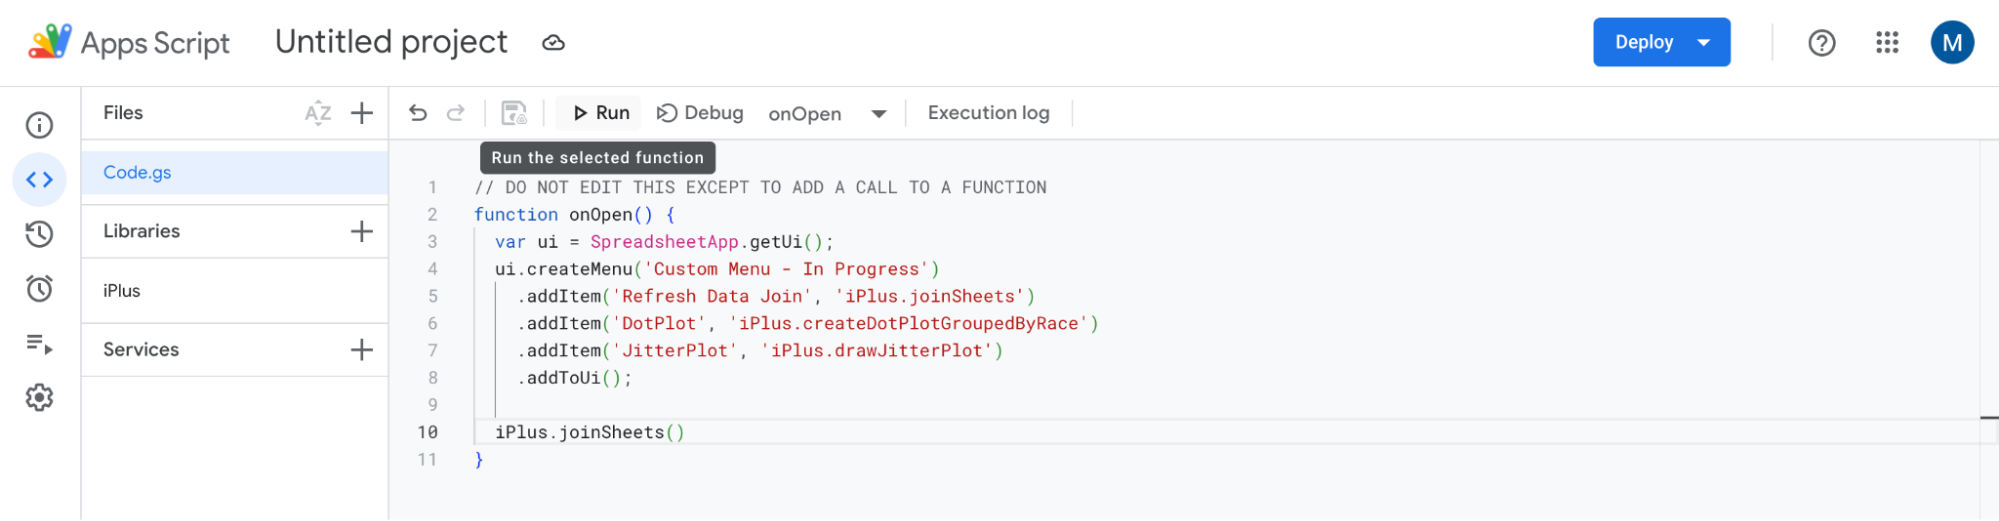 Apps Script Untitled project Deploy M
Files AZ Run Debug onOpen Execution log
Run the selected function
Code.gs
Libraries
iPlus
Services
1 // DO NOT EDIT THIS EXCEPT TO ADD A CALL TO A FUNCTION
2 function onOpen() {
3 var ui = SpreadsheetApp.getUi();
4 ui.createMenu('Custom Menu - In Progress')
5 .addItem('Refresh Data Join', 'iPlus.joinSheets')
6 .addItem('DotPlot', 'iPlus.createDotPlotGroupedByRace')
7 .addItem('JitterPlot', 'iPlus.drawJitterPlot')
8 .addToUi();
9
10 iPlus.joinSheets()
11 }